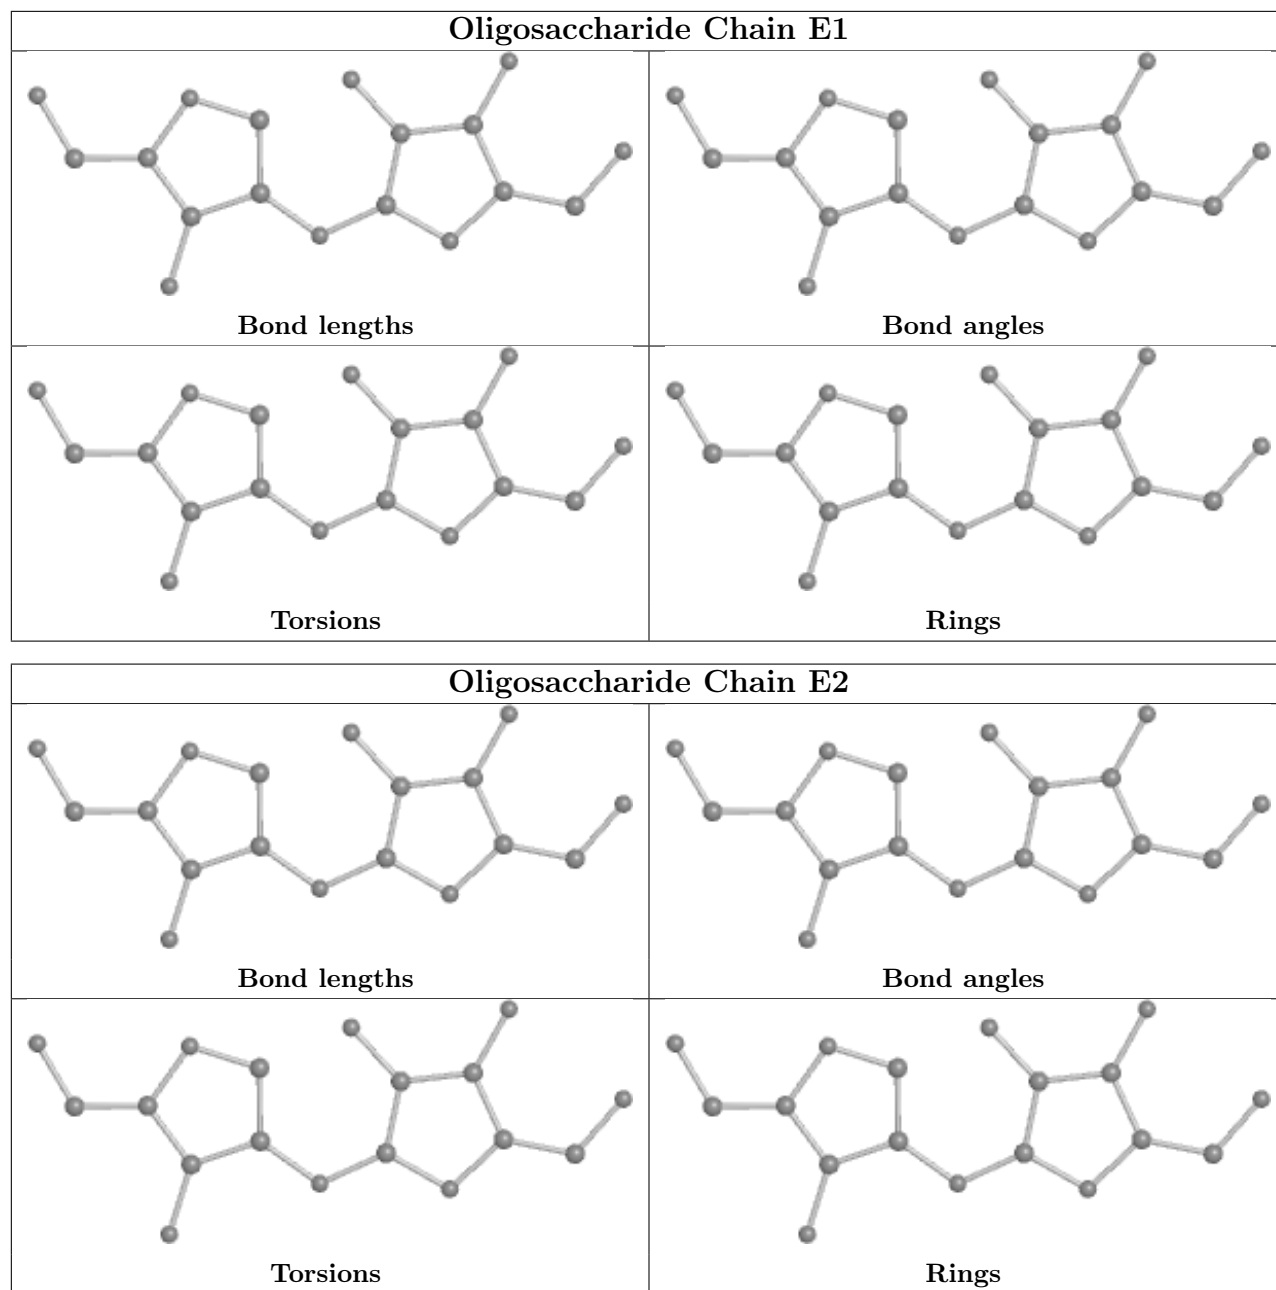 Oligosaccharide Chain E1
Bond lengths
Bond angles
Torsions
Rings
Oligosaccharide Chain E2
Bond lengths
Bond angles
Torsions
Rings